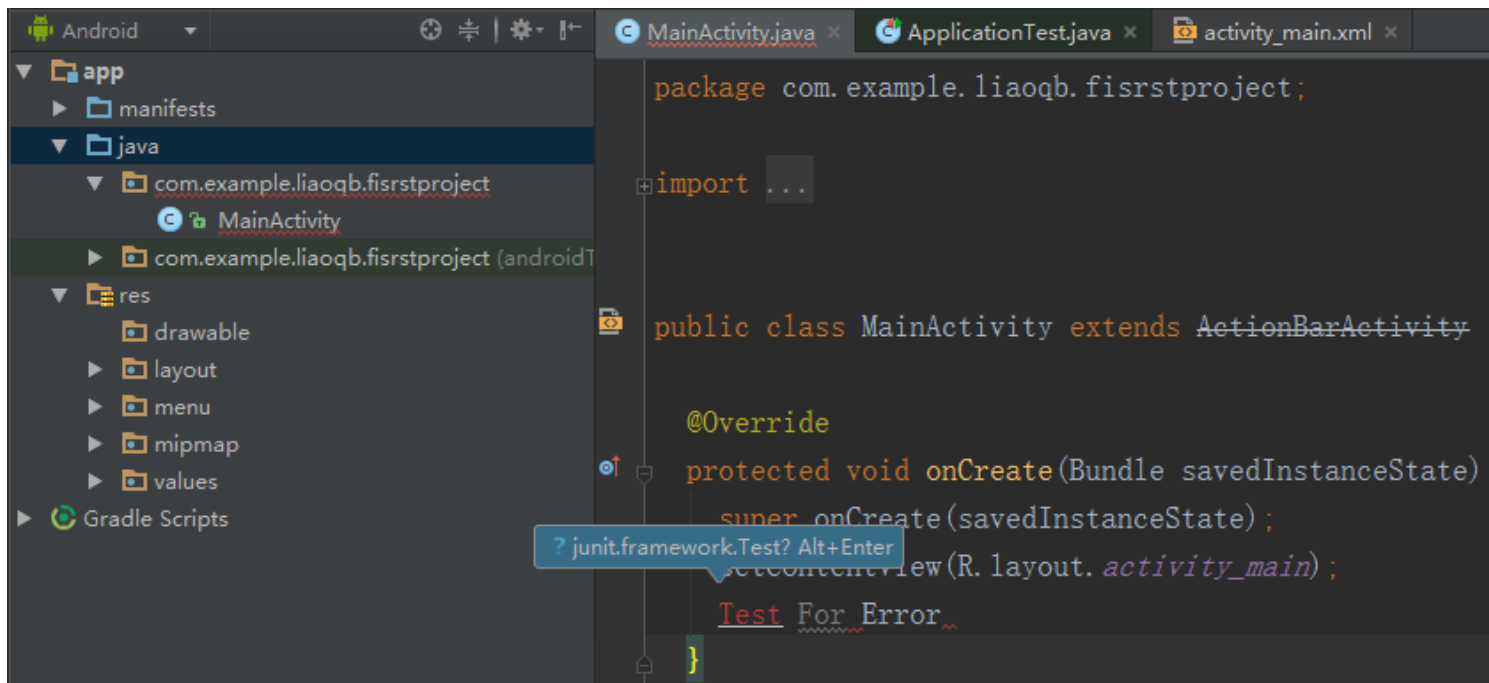 Android
app
manifests
java
com.example.liaoqb.fisrstproject
MainActivity
com.example.liaoqb.fisrstproject (androidT
res
drawable
layout
menu
mipmap
values
Gradle Scripts
MainActivity.java ApplicationTest.java activity_main.xml
package com.example.liaoqb.fisrstproject;
import ...
public class MainActivity extends ActionBarActivity
@Override
protected void onCreate(Bundle savedInstanceState)
super.onCreate(savedInstanceState);
? junit.framework.Test? Alt+Enter
setContentView(R.layout.activity_main);
Test For Error
}